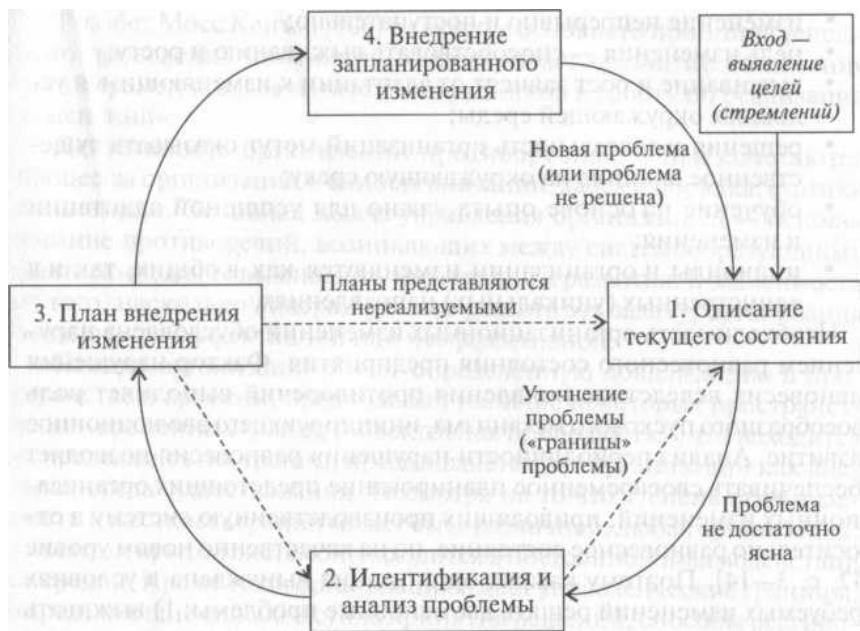 4. Внедрение
запланированного
изменения
Вход—
выявление
целей
(стремлений)
Новая проблема
(или проблема
не решена)
3. План внедрения
изменения
Планы представляются
нереализуемыми
1. Описание
текущего состояния
Уточнение
проблемы
(«границы»
проблемы)
Проблема
не достаточно
ясна
2. Идентификация и
анализ проблемы